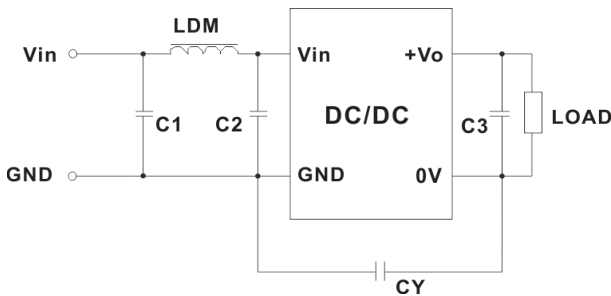 LDM
Vin
Vin
+Vo
C1
C2
DC/DC
C3
LOAD
GND
GND
0V
CY